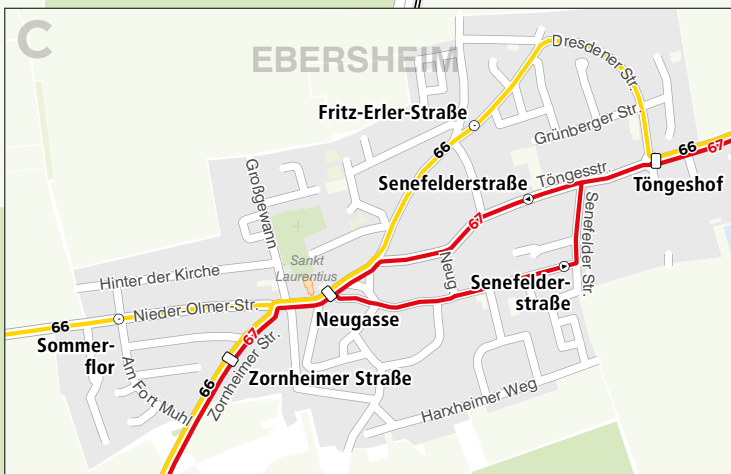 C
EBERSHEIM
Dresdener Str.
Fritz-Erler-Straße
Grünberger Str.
66
66
67
Großgewann
Senefelderstraße
Töngesstr.
Töngeshof
67
Senefelder Str.
Sankt
Laurentius
Neug.
Hinter der Kirche
Senefelder-
straße
Nieder-Olmer-Str.
Neugasse
66
67
Sommer-
flor
Zornheimer Str.
Zornheimer Straße
66
Am Fort Muhl
Harxheimer Weg